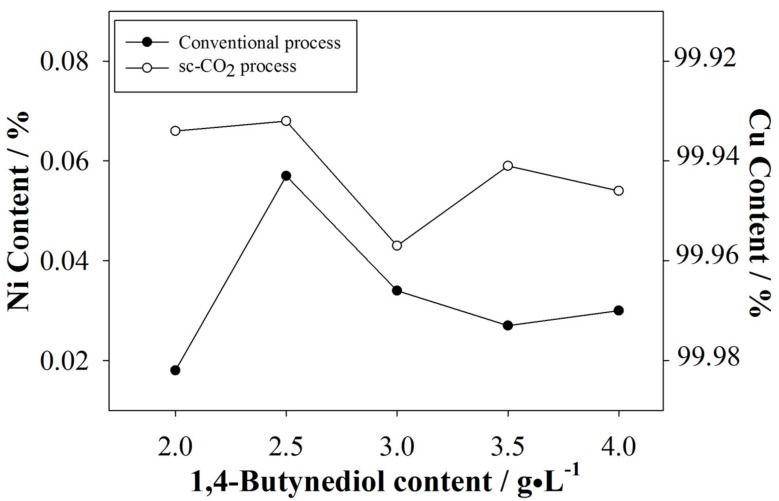 Conventional process
sc-CO2 process
0.08
0.06
0.04
0.02
Ni Content / %
99.92
99.94
99.96
99.98
Cu Content / %
2.0 2.5 3.0 3.5 4.0
1,4-Butynediol content / g•L-1